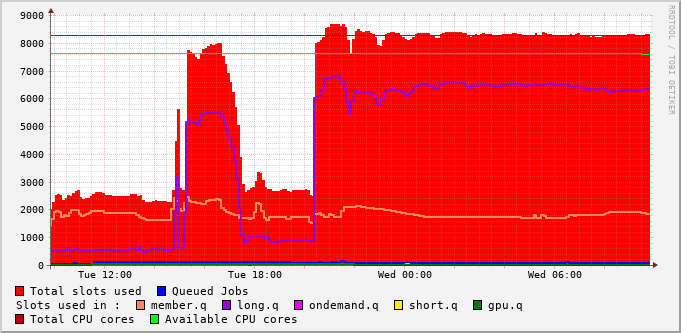 9000
8000
7000
6000
5000
4000
3000
2000
1000
0
Tue 12:00 Tue 18:00 Wed 00:00 Wed 06:00
RRDTOOL / TOBI OETIKER
Total slots used Queued Jobs
Slots used in : member.q long.q ondemand.q short.q gpu.q
Total CPU cores Available CPU cores